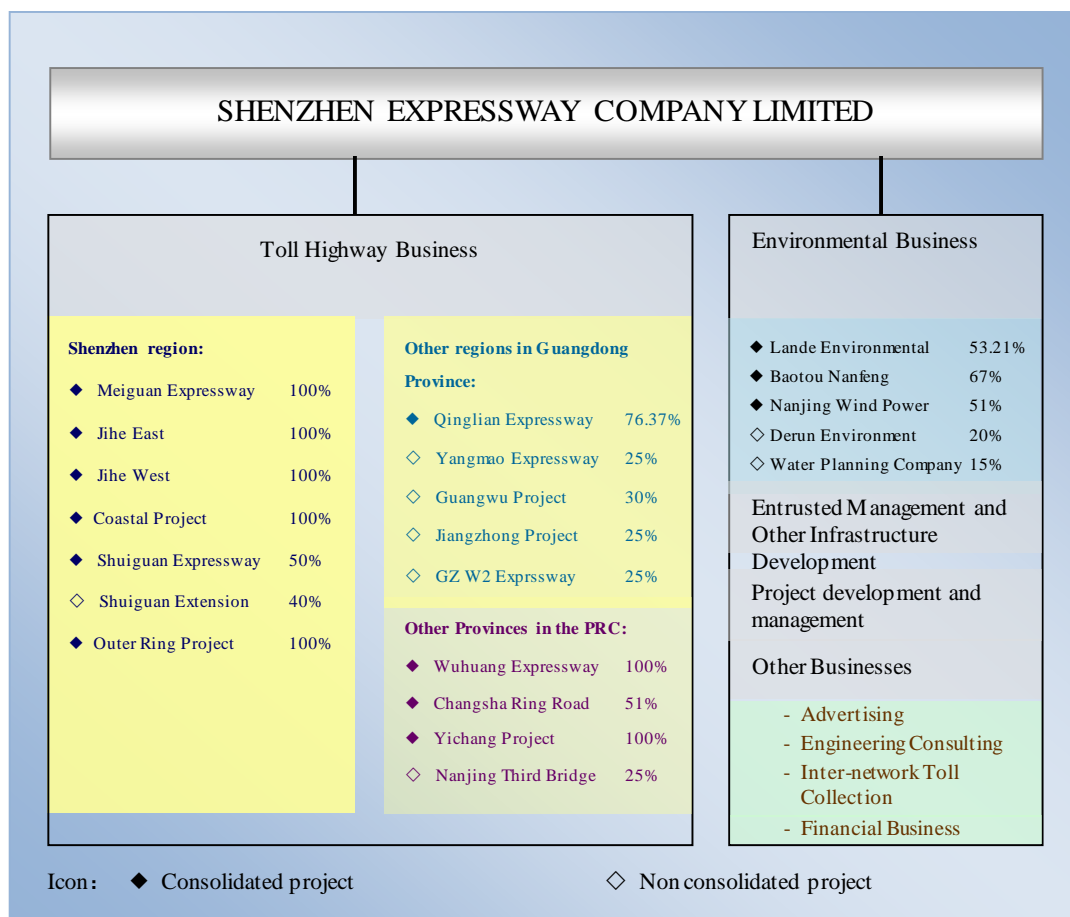 SHENZHEN EXPRESSWAY COMPANY LIMITED
Toll Highway Business
Shenzhen region:
◆ Meiguan Expressway 100%
◆ Jihe East 100%
◆ Jihe West 100%
◆ Coastal Project 100%
◆ Shuiguan Expressway 50%
◇ Shuiguan Extension 40%
◆ Outer Ring Project 100%
Other regions in Guangdong
Province:
◆ Qinglian Expressway 76.37%
◇ Yangmao Expressway 25%
◇ Guangwu Project 30%
◇ Jiangzhong Project 25%
◇ GZ W2 Exprssway 25%
Other Provinces in the PRC:
◆ Wuhuang Expressway 100%
◆ Changsha Ring Road 51%
◆ Yichang Project 100%
◇ Nanjing Third Bridge 25%
Environmental Business
◆ Lande Environmental 53.21%
◆ Baotou Nanfeng 67%
◆ Nanjing Wind Power 51%
◇ Derun Environment 20%
◇ Water Planning Company 15%
Entrusted Management and
Other Infrastructure
Development
Project development and
management
Other Businesses
- Advertising
- Engineering Consulting
- Inter-network Toll
Collection
- Financial Business
Icon： ◆ Consolidated project ◇ Non consolidated project